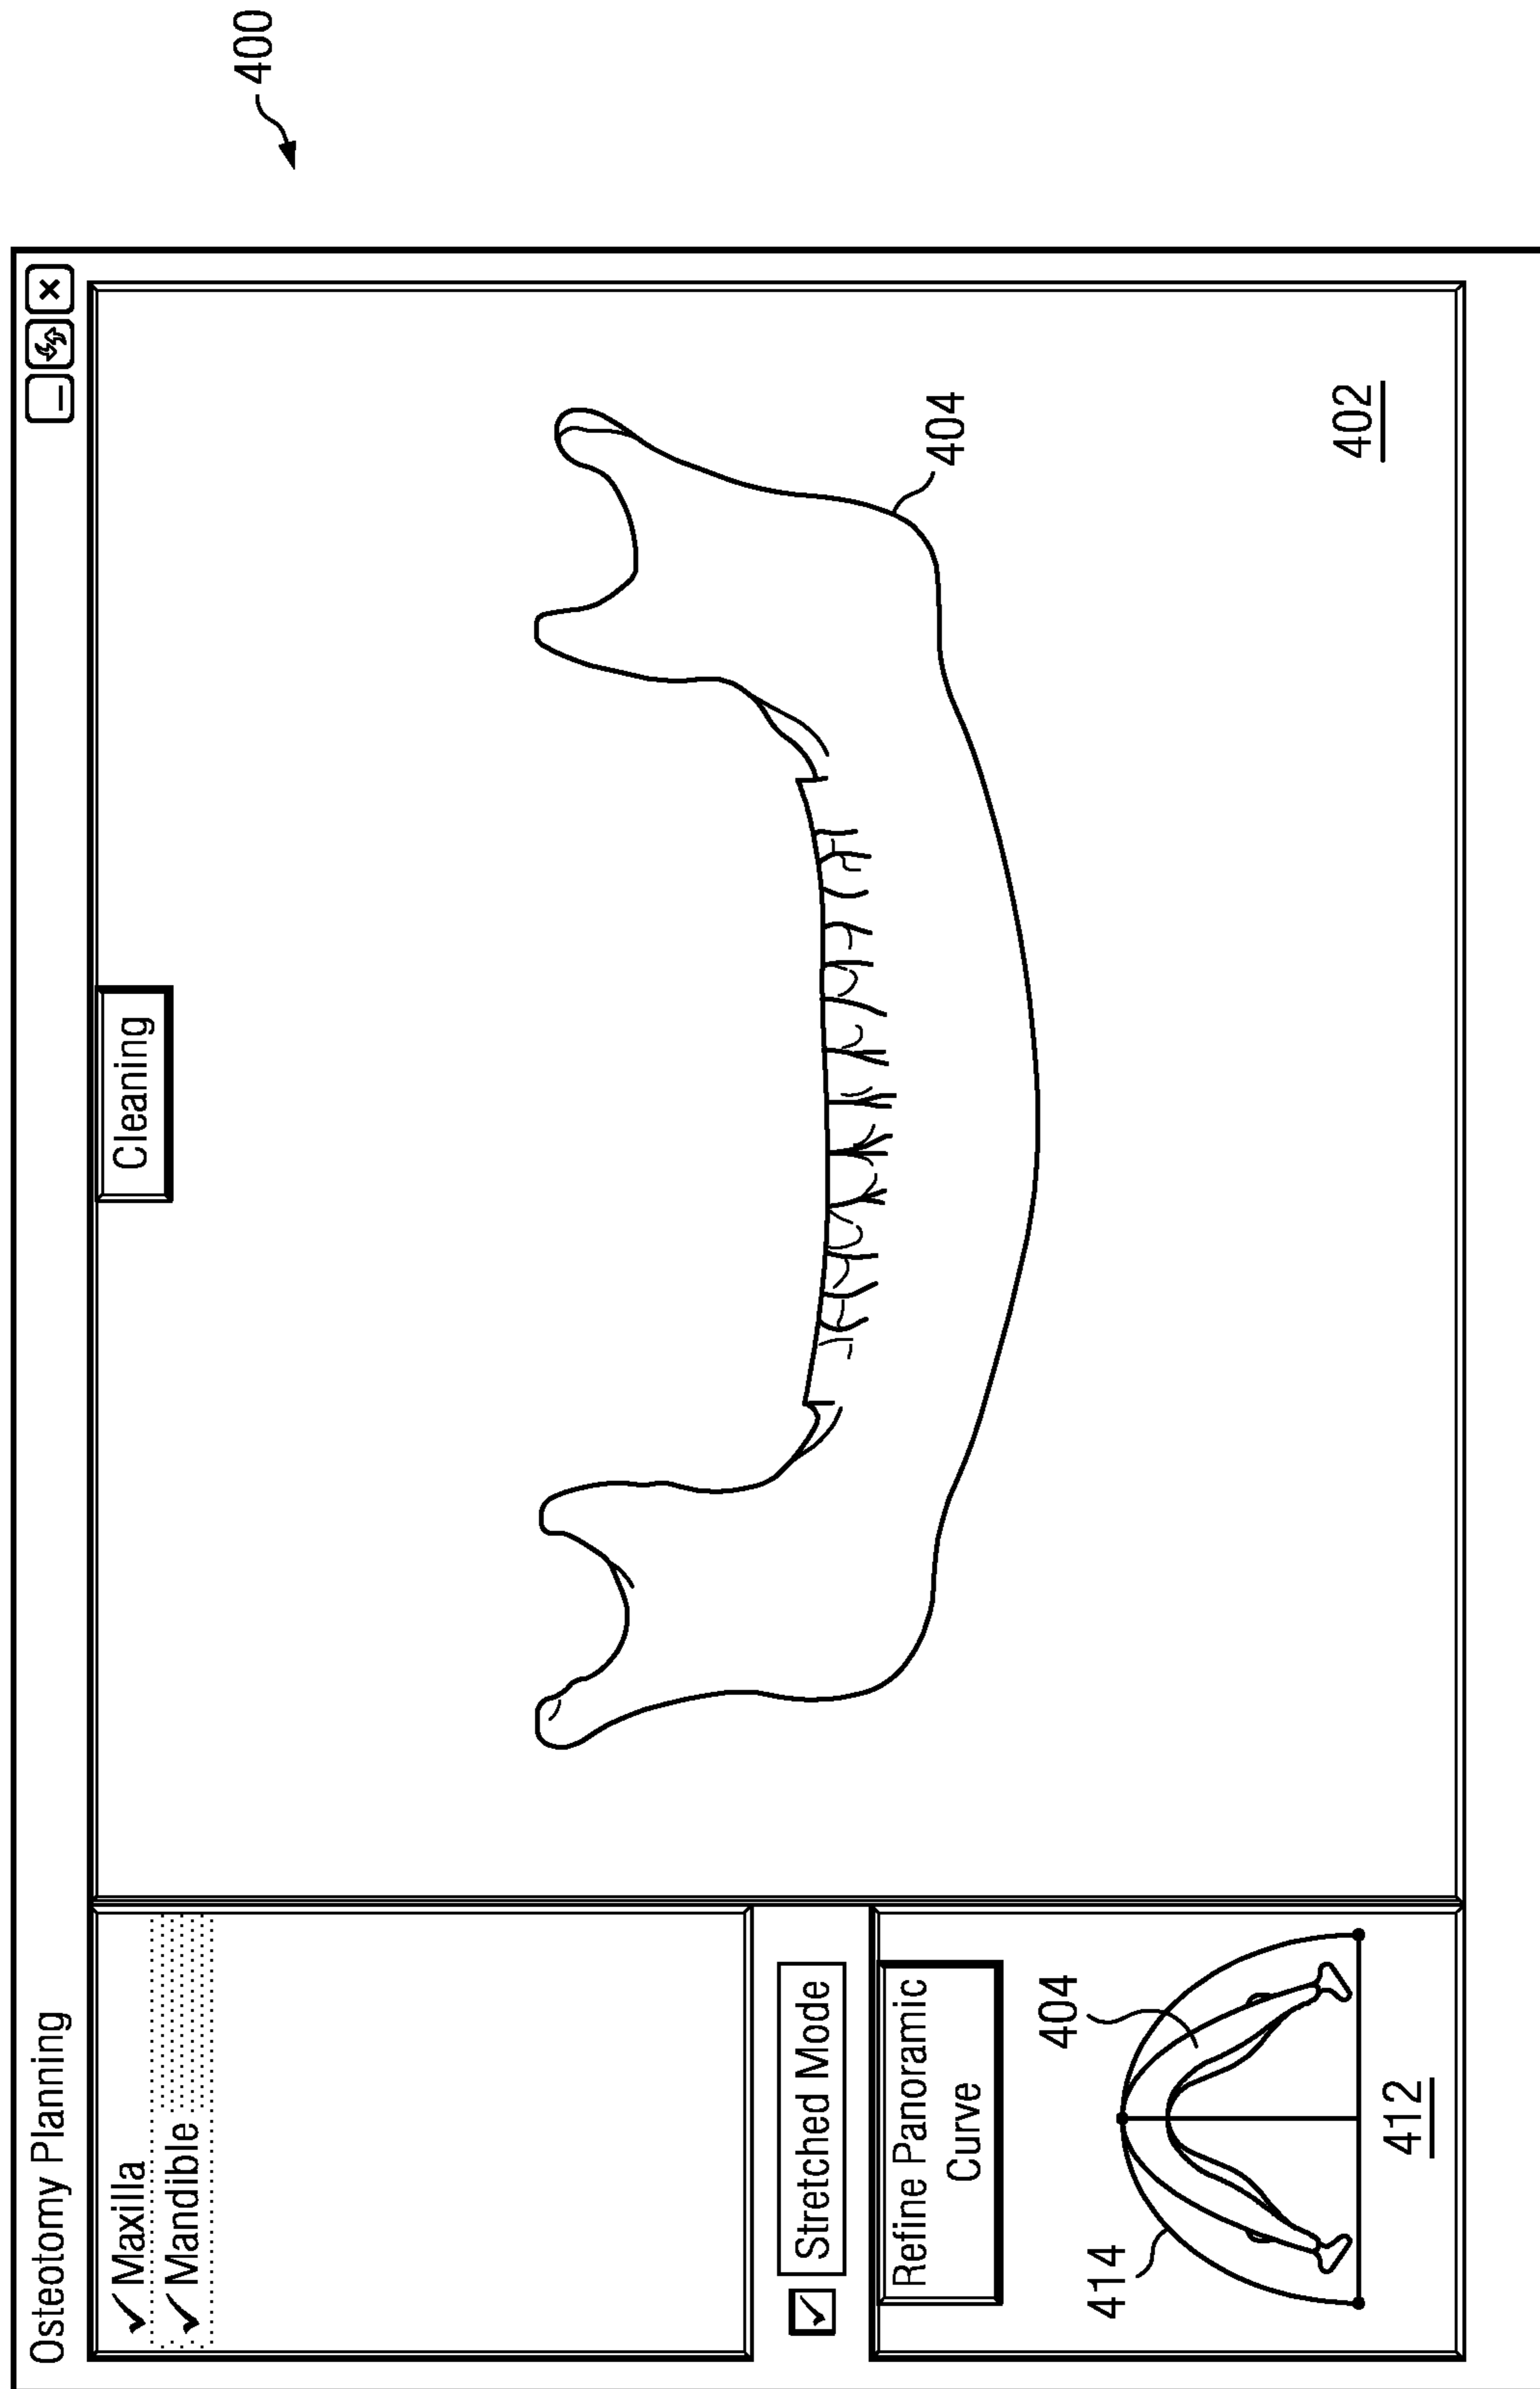 400
Osteotomy Planning
✓ Maxilla
✓ Mandible
Cleaning
404
402
✓ Stretched Mode
Refine Panoramic
Curve
404
414
412